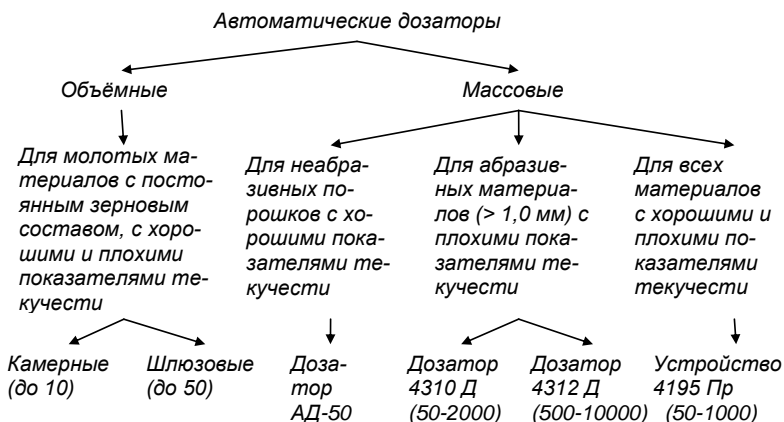 Автоматические дозаторы
Объёмные
Массовые
Для молотых ма-
териалов с посто-
янным зерновым
составом, с хоро-
шими и плохими
показателями те-
кучести
Для неабра-
зивных по-
рошков с хо-
рошими пока-
зателями те-
кучести
Для абразив-
ных материа-
лов (> 1,0 мм) с
плохими пока-
зателями те-
кучести
Для всех
материалов
с хорошими и
плохими по-
казателями
текучести
Камерные
(до 10)
Шлюзовые
(до 50)
Доза-
тор
АД-50
Дозатор
4310 Д
(50-2000)
Дозатор
4312 Д
(500-10000)
Устройство
4195 Пр
(50-1000)